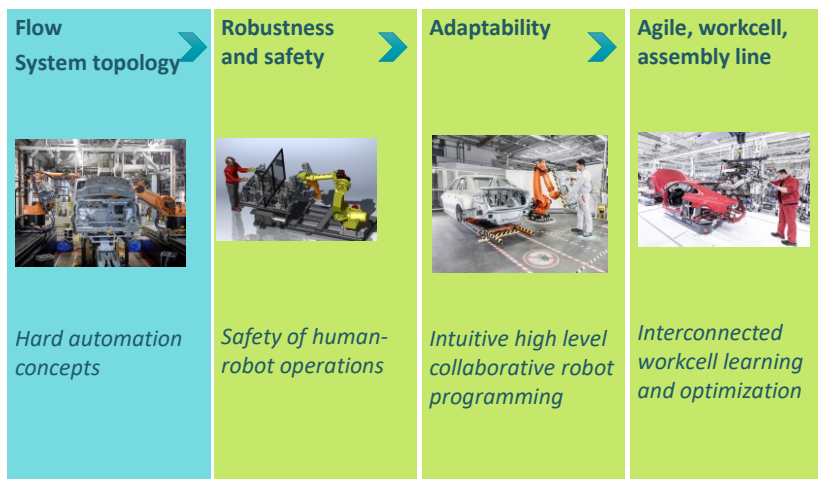 Flow
System topology
Robustness
and safety
Adaptability
Agile, workcell,
assembly line
Hard automation
concepts
Safety of human-
robot operations
Intuitive high level
collaborative robot
programming
Interconnected
workcell learning
and optimization